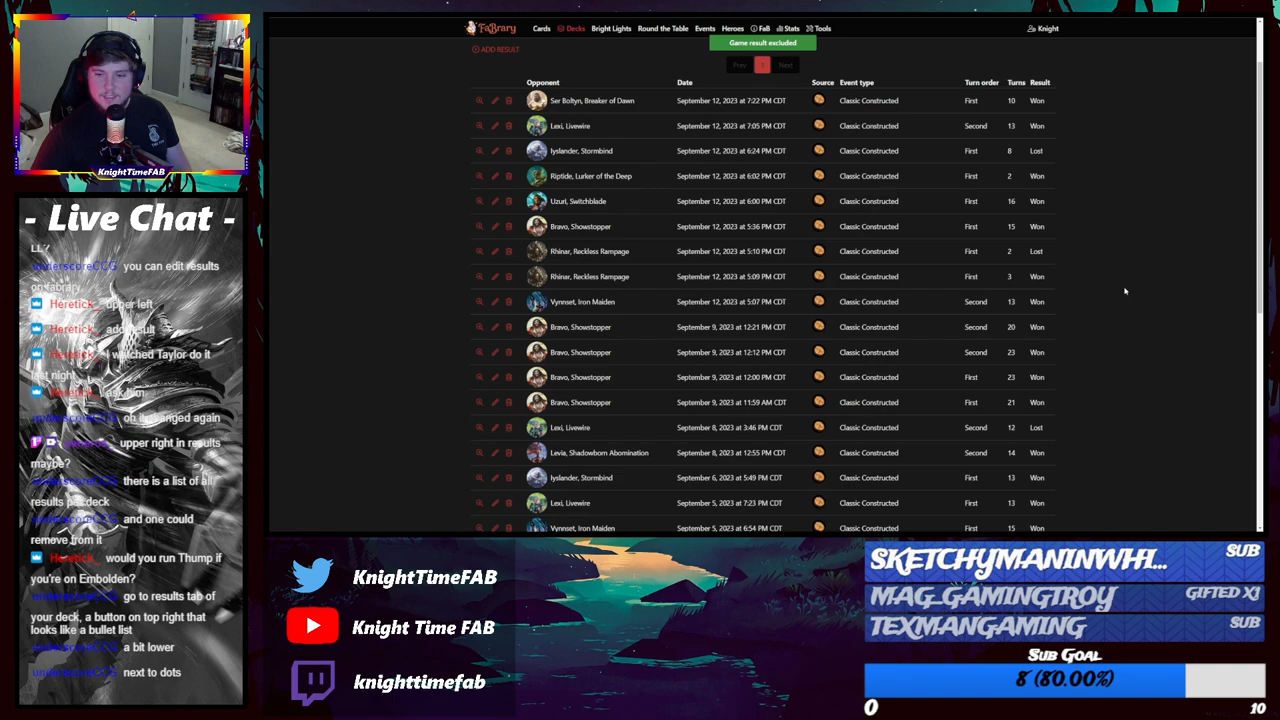 KnightTimeFAB
- Live Chat -
underscoreCCG you can edit results
on fabrary
Heretick_ upper left
Heretick_ add result
Heretick_ I watched Taylor do it
last night
Heretick_ ask him
underscoreCCG oh it changed again
upper right in results
maybe?
underscoreCCG there is a list of all
results per deck
underscoreCCG and one could
remove from it
Heretick_ would you run Thump if
you're on Embolden?
underscoreCCG go to results tab of
your deck, a button on top right that
looks like a bullet list
underscoreCCG a bit lower
underscoreCCG next to dots
FaBrary Cards Decks Bright Lights Round the Table Events Heroes FaB Stats Tools Knight
Game result excluded
ADD RESULT
Prev 1 Next
Opponent Date Source Event type Turn order Turns Result
Ser Boltyn, Breaker of Dawn September 12, 2023 at 7:22 PM CDT Classic Constructed First 10 Won
Lexi, Livewire September 12, 2023 at 7:05 PM CDT Classic Constructed Second 13 Won
Iyslander, Stormbind September 12, 2023 at 6:24 PM CDT Classic Constructed First 8 Lost
Riptide, Lurker of the Deep September 12, 2023 at 6:02 PM CDT Classic Constructed First 2 Won
Uzuri, Switchblade September 12, 2023 at 6:00 PM CDT Classic Constructed First 16 Won
Bravo, Showstopper September 12, 2023 at 5:36 PM CDT Classic Constructed First 15 Won
Rhinar, Reckless Rampage September 12, 2023 at 5:10 PM CDT Classic Constructed First 2 Lost
Rhinar, Reckless Rampage September 12, 2023 at 5:09 PM CDT Classic Constructed First 3 Won
Vynnset, Iron Maiden September 12, 2023 at 5:07 PM CDT Classic Constructed Second 13 Won
Bravo, Showstopper September 9, 2023 at 12:21 PM CDT Classic Constructed Second 20 Won
Bravo, Showstopper September 9, 2023 at 12:12 PM CDT Classic Constructed Second 23 Won
Bravo, Showstopper September 9, 2023 at 12:00 PM CDT Classic Constructed First 23 Won
Bravo, Showstopper September 9, 2023 at 11:59 AM CDT Classic Constructed First 21 Won
Lexi, Livewire September 8, 2023 at 3:46 PM CDT Classic Constructed Second 12 Lost
Levia, Shadowborn Abomination September 8, 2023 at 12:55 PM CDT Classic Constructed Second 14 Won
Iyslander, Stormbind September 6, 2023 at 5:49 PM CDT Classic Constructed First 13 Won
Lexi, Livewire September 5, 2023 at 7:23 PM CDT Classic Constructed First 13 Won
Vynnset, Iron Maiden September 5, 2023 at 6:54 PM CDT Classic Constructed First 15 Won
KnightTimeFAB
Knight Time FAB
knighttimefab
SKETCHYMANINWHI... SUB
MAG_GAMINGTROY GIFTED X1
TEXMANGAMING SUB
SUB GOAL
8 (80.00%)
0 10